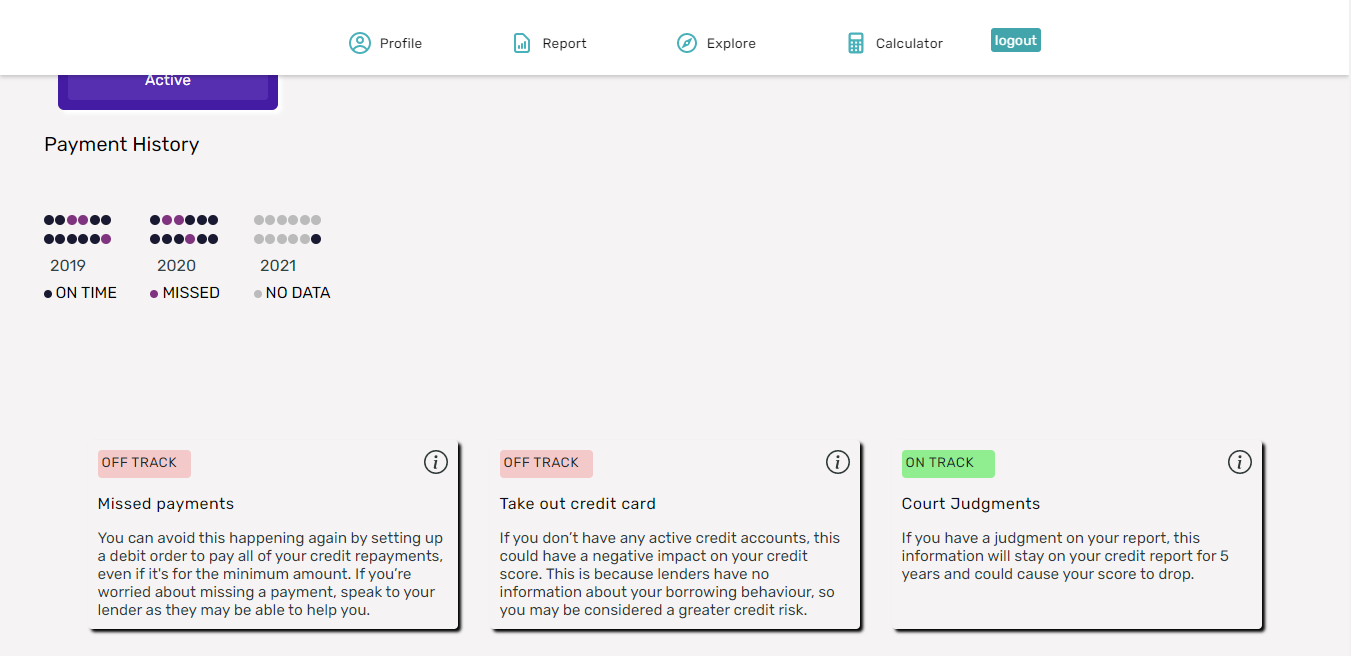 Profile
Report
Explore
Calculator
logout
Active
Payment History
2019
2020
2021
ON TIME
MISSED
NO DATA
OFF TRACK
Missed payments
You can avoid this happening again by setting up
a debit order to pay all of your credit repayments,
even if it's for the minimum amount. If you’re
worried about missing a payment, speak to your
lender as they may be able to help you.
OFF TRACK
Take out credit card
If you don’t have any active credit accounts, this
could have a negative impact on your credit
score. This is because lenders have no
information about your borrowing behaviour, so
you may be considered a greater credit risk.
ON TRACK
Court Judgments
If you have a judgment on your report, this
information will stay on your credit report for 5
years and could cause your score to drop.